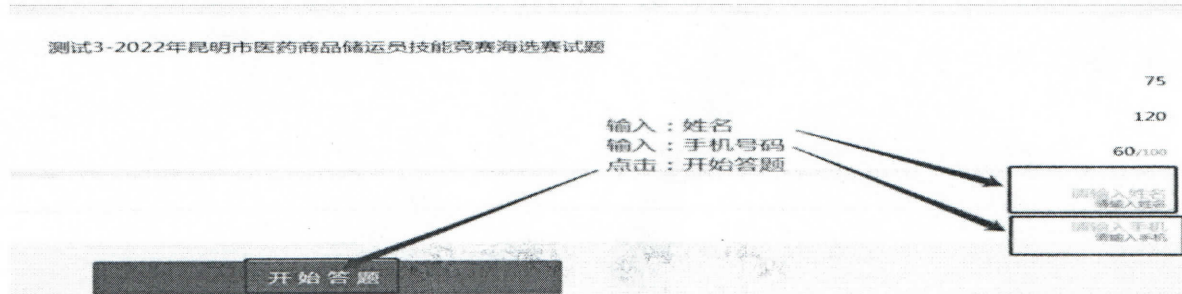 测试3-2022年昆明市医药商品储运员技能竞赛海选赛试题
75
120
60/100
输入：姓名
输入：手机号码
点击：开始答题
请输入姓名
请输入姓名
请输入手机
请输入手机
开始答题